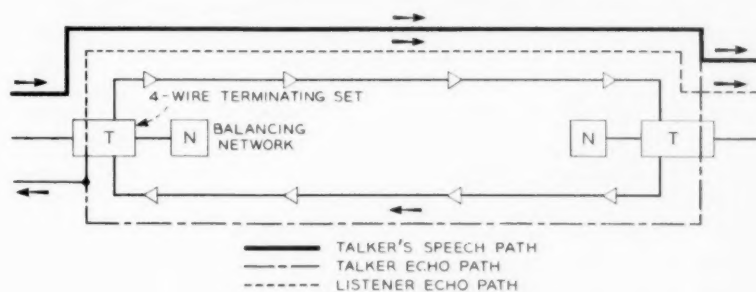 4-WIRE TERMINATING SET
T
N
BALANCING
NETWORK
N
T
TALKER'S SPEECH PATH
TALKER ECHO PATH
LISTENER ECHO PATH